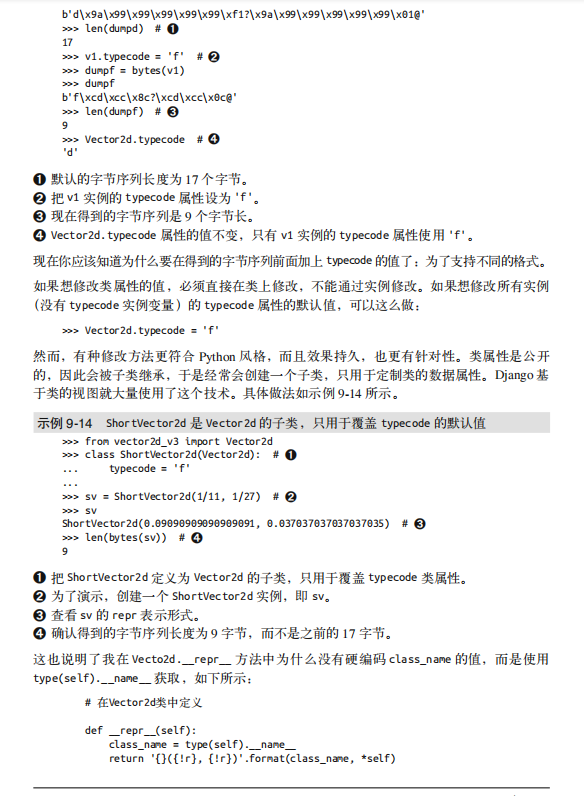 b'd\x9a\x99\x99\x99\x99\x99\xf1?\x9a\x99\x99\x99\x99\x99\x01@'
>>> len(dumpd)  # ❶
17
>>> v1.typecode = 'f'  # ❷
>>> dumpf = bytes(v1)
>>> dumpf
b'f\xcd\xcc\x8c?\xcd\xcc\x0c@'
>>> len(dumpf)  # ❸
9
>>> Vector2d.typecode  # ❹
'd'
❶ 默认的字节序列长度为 17 个字节。
❷ 把 v1 实例的 typecode 属性设为 'f'。
❸ 现在得到的字节序列是 9 个字节长。
❹ Vector2d.typecode 属性的值不变，只有 v1 实例的 typecode 属性使用 'f'。
现在你应该知道为什么要在得到的字节序列前面加上 typecode 的值了：为了支持不同的格式。
如果想修改类属性的值，必须直接在类上修改，不能通过实例修改。如果想修改所有实例
（没有 typecode 实例变量）的 typecode 属性的默认值，可以这么做：
>>> Vector2d.typecode = 'f'
然而，有种修改方法更符合 Python 风格，而且效果持久，也更有针对性。类属性是公开
的，因此会被子类继承，于是经常会创建一个子类，只用于定制类的数据属性。Django 基
于类的视图就大量使用了这个技术。具体做法如示例 9-14 所示。
示例 9-14　ShortVector2d 是 Vector2d 的子类，只用于覆盖 typecode 的默认值
>>> from vector2d_v3 import Vector2d
>>> class ShortVector2d(Vector2d):  # ❶
...     typecode = 'f'
...
>>> sv = ShortVector2d(1/11, 1/27)  # ❷
>>> sv
ShortVector2d(0.09090909090909091, 0.037037037037037035)  # ❸
>>> len(bytes(sv))  # ❹
9
❶ 把 ShortVector2d 定义为 Vector2d 的子类，只用于覆盖 typecode 类属性。
❷ 为了演示，创建一个 ShortVector2d 实例，即 sv。
❸ 查看 sv 的 repr 表示形式。
❹ 确认得到的字节序列长度为 9 字节，而不是之前的 17 字节。
这也说明了我在 Vecto2d.__repr__ 方法中为什么没有硬编码 class_name 的值，而是使用
type(self).__name__ 获取，如下所示：
# 在Vector2d类中定义
def __repr__(self):
    class_name = type(self).__name__
    return '{}({!r}, {!r})'.format(class_name, *self)